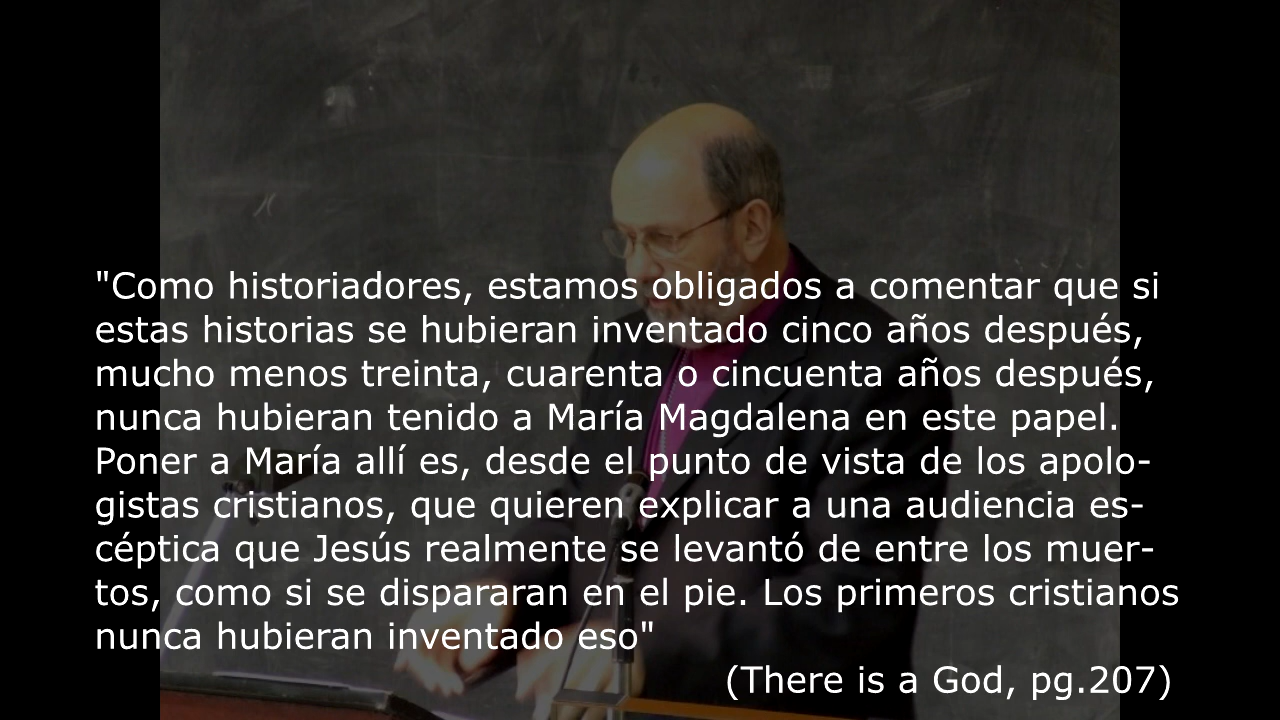 "Como historiadores, estamos obligados a comentar que si
estas historias se hubieran inventado cinco años después,
mucho menos treinta, cuarenta o cincuenta años después,
nunca hubieran tenido a María Magdalena en este papel.
Poner a María allí es, desde el punto de vista de los apolo-
gistas cristianos, que quieren explicar a una audiencia es-
céptica que Jesús realmente se levantó de entre los muer-
tos, como si se dispararan en el pie. Los primeros cristianos
nunca hubieran inventado eso"
(There is a God, pg.207)